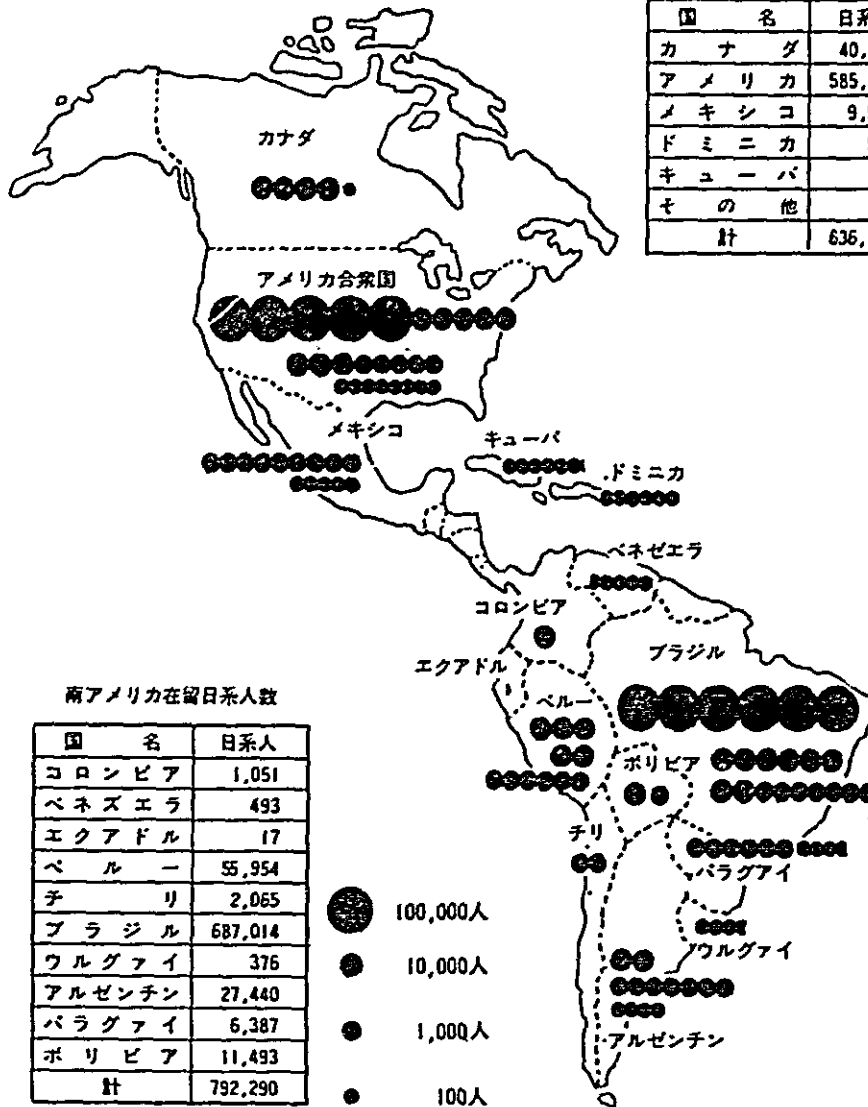 国 名 日系
カ ナ ダ 40,
ア メ リ カ 585,
メ キ シ コ 9,
ド ミ ニ カ
キ ュ ー バ
そ の 他
計 636,
カナダ
アメリカ合衆国
メキシコ
キューバ
ドミニカ
ベネゼエラ
コロンビア
エクアドル
ブラジル
ペルー
ボリビア
チリ
パラグアイ
ウルグァイ
アルゼンチン
南アメリカ在留日系人数
国 名 日系人
コ ロ ン ビ ア 1,051
ベ ネ ズ エ ラ 493
エ ク ア ド ル 17
ペ ル ー 55,954
チ リ 2,065
ブ ラ ジ ル 687,014
ウ ル グ ァ イ 376
アルゼンチン 27,440
パ ラ グ ァ イ 6,387
ボ リ ビ ア 11,493
計 792,290
100,000人
10,000人
1,000人
100人